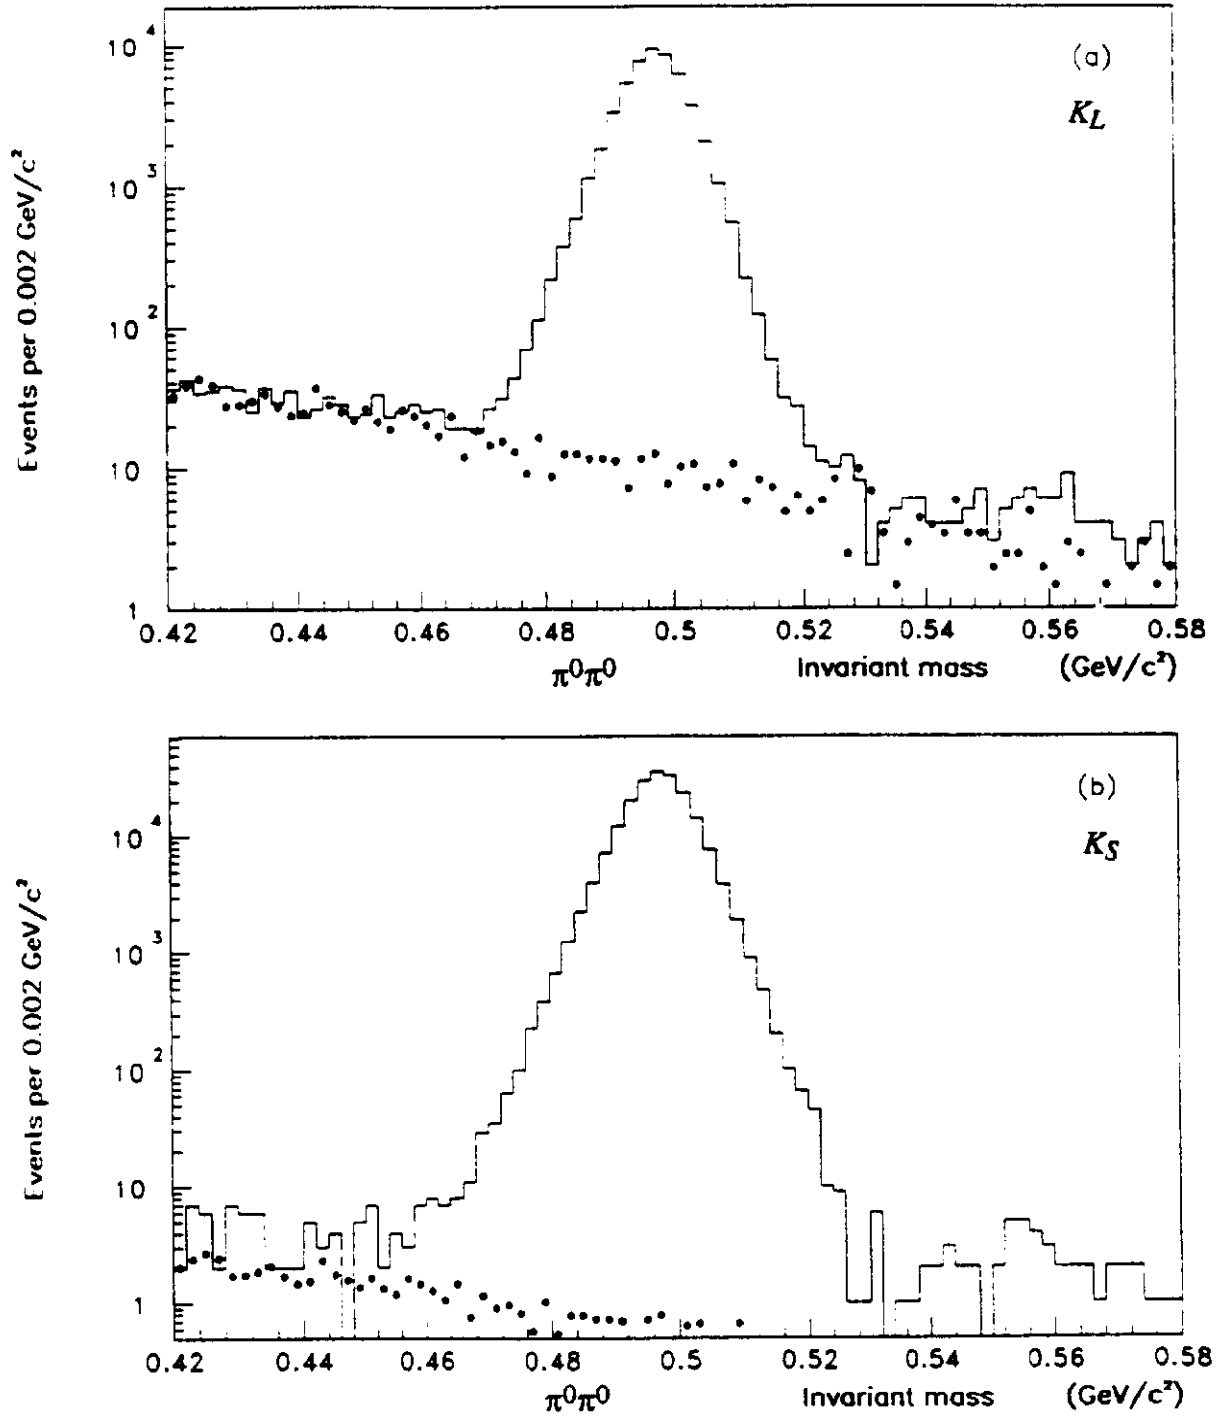 (a)
K_L
Events per 0.002 GeV/c²
10⁴
10³
10²
10
1
0.42 0.44 0.46 0.48 0.5 0.52 0.54 0.56 0.58
π⁰π⁰ Invariant mass (GeV/c²)
(b)
K_S
Events per 0.002 GeV/c²
10⁴
10³
10²
10
1
0.42 0.44 0.46 0.48 0.5 0.52 0.54 0.56 0.58
π⁰π⁰ Invariant mass (GeV/c²)